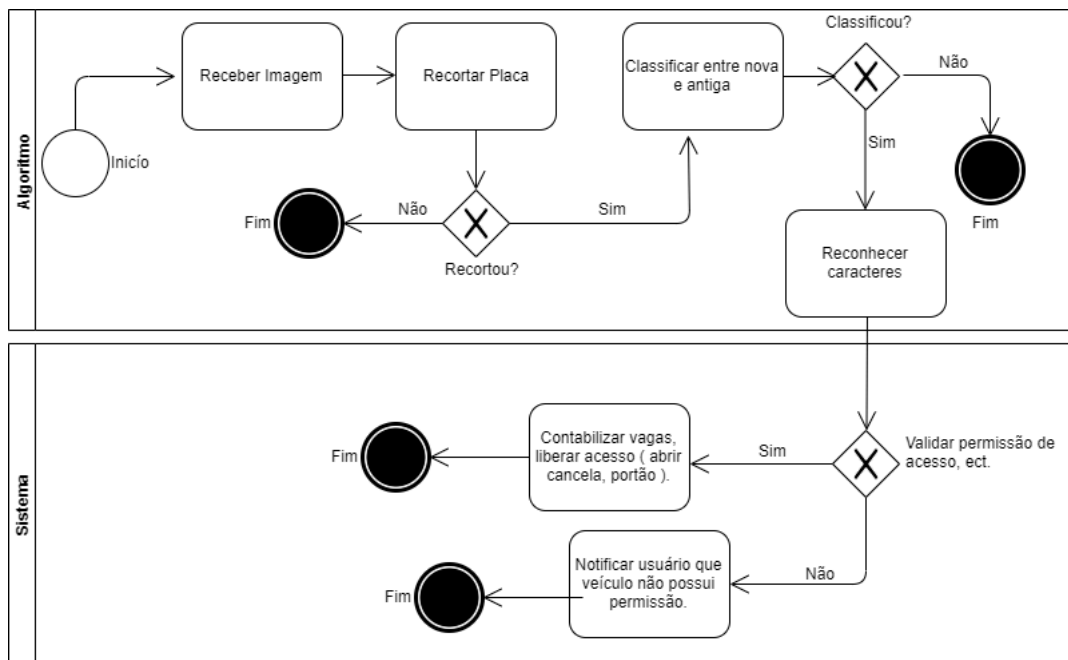 Algoritmo
Inicío
Receber Imagem
Recortar Placa
Recortou?
Não
Fim
Sim
Classificar entre nova
e antiga
Classificou?
Não
Fim
Sim
Reconhecer
caracteres
Sistema
Validar permissão de
acesso, ect.
Sim
Contabilizar vagas,
liberar acesso ( abrir
cancela, portão ).
Fim
Não
Notificar usuário que
veículo não possui
permissão.
Fim